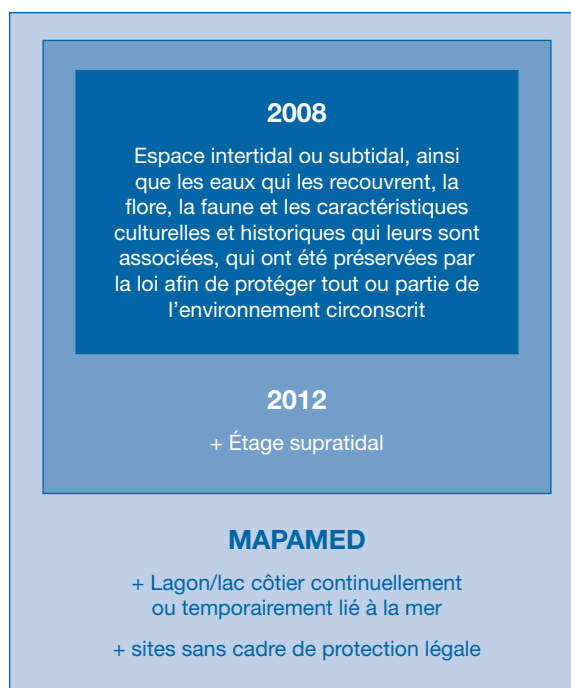 2008
Espace intertidal ou subtidal, ainsi
que les eaux qui les recouvrent, la
flore, la faune et les caractéristiques
culturelles et historiques qui leurs sont
associées, qui ont été préservées par
la loi afin de protéger tout ou partie de
l’environnement circonscrit
2012
+ Étage supratidal
MAPAMED
+ Lagon/lac côtier continuellement
ou temporairement lié à la mer
+ sites sans cadre de protection légale